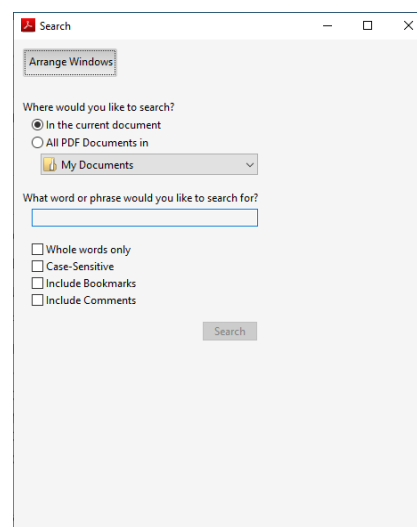 Search
Arrange Windows
Where would you like to search?
In the current document
All PDF Documents in
My Documents
What word or phrase would you like to search for?
Whole words only
Case-Sensitive
Include Bookmarks
Include Comments
Search